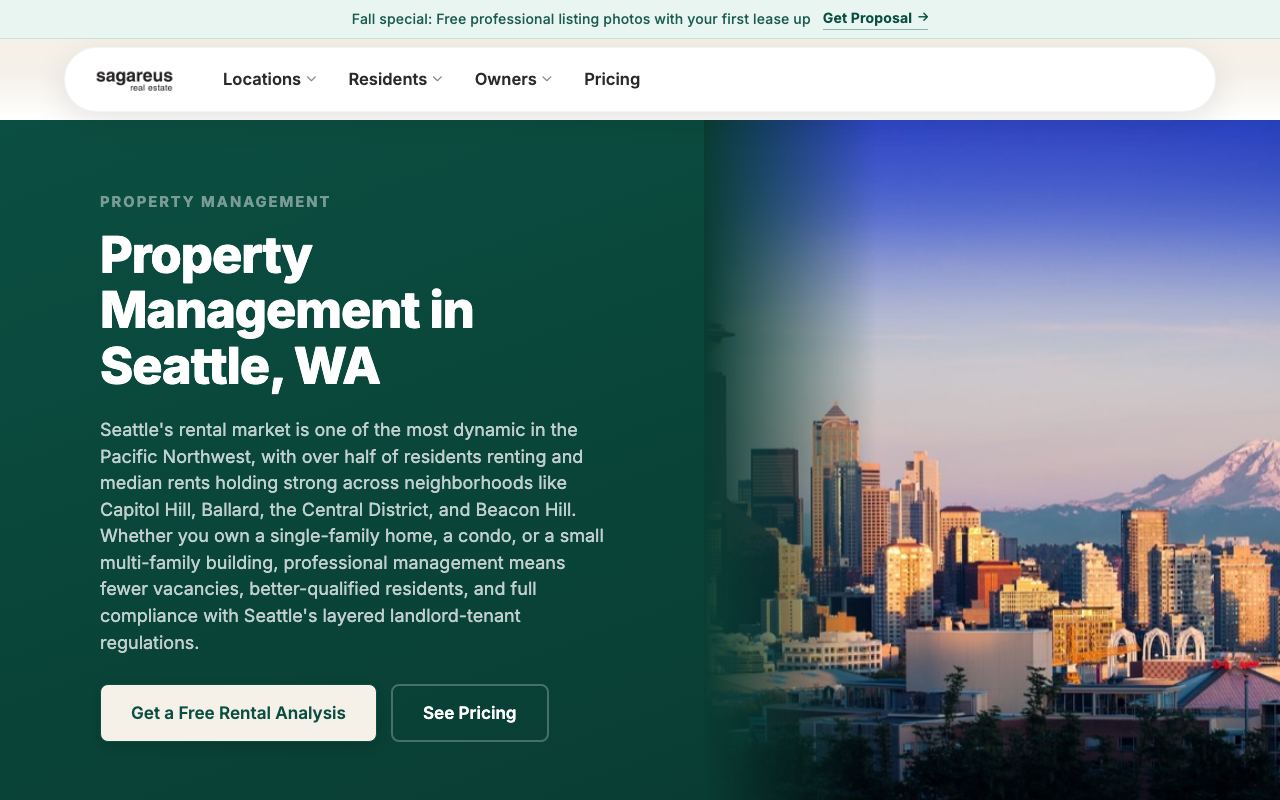 Fall special: Free professional listing photos with your first lease up Get Proposal →
sagareus
real estate
Locations Residents Owners Pricing
PROPERTY MANAGEMENT
Property
Management in
Seattle, WA
Seattle's rental market is one of the most dynamic in the
Pacific Northwest, with over half of residents renting and
median rents holding strong across neighborhoods like
Capitol Hill, Ballard, the Central District, and Beacon Hill.
Whether you own a single-family home, a condo, or a small
multi-family building, professional management means
fewer vacancies, better-qualified residents, and full
compliance with Seattle's layered landlord-tenant
regulations.
Get a Free Rental Analysis See Pricing